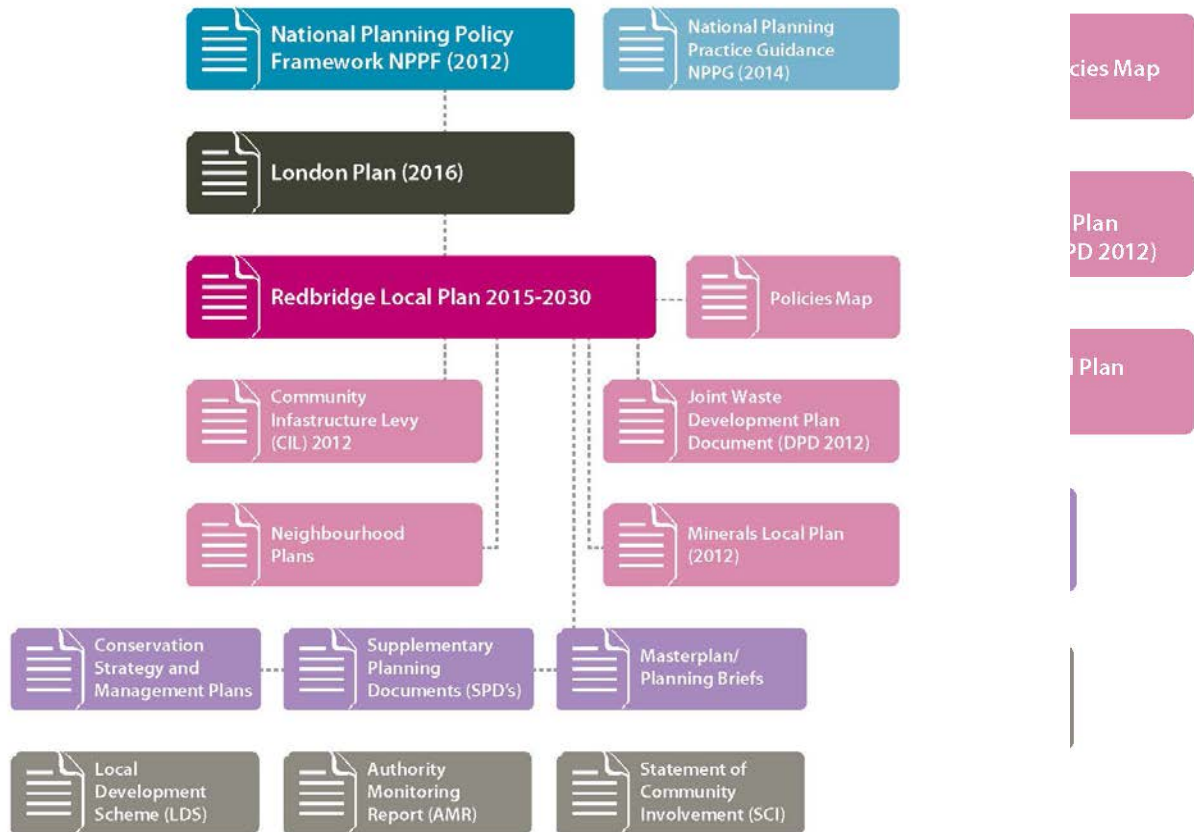 National Planning Policy
Framework NPPF (2012)
National Planning
Practice Guidance
NPPG (2014)
London Plan (2016)
Redbridge Local Plan 2015-2030
Policies Map
Community
Infastructure Levy
(CIL) 2012
Joint Waste
Development Plan
Document (DPD 2012)
Neighbourhood
Plans
Minerals Local Plan
(2012)
Conservation
Strategy and
Management Plans
Supplementary
Planning
Documents (SPD's)
Masterplan/
Planning Briefs
Local
Development
Scheme (LDS)
Authority
Monitoring
Report (AMR)
Statement of
Community
Involvement (SCI)
cies Map
Plan
PD 2012)
l Plan